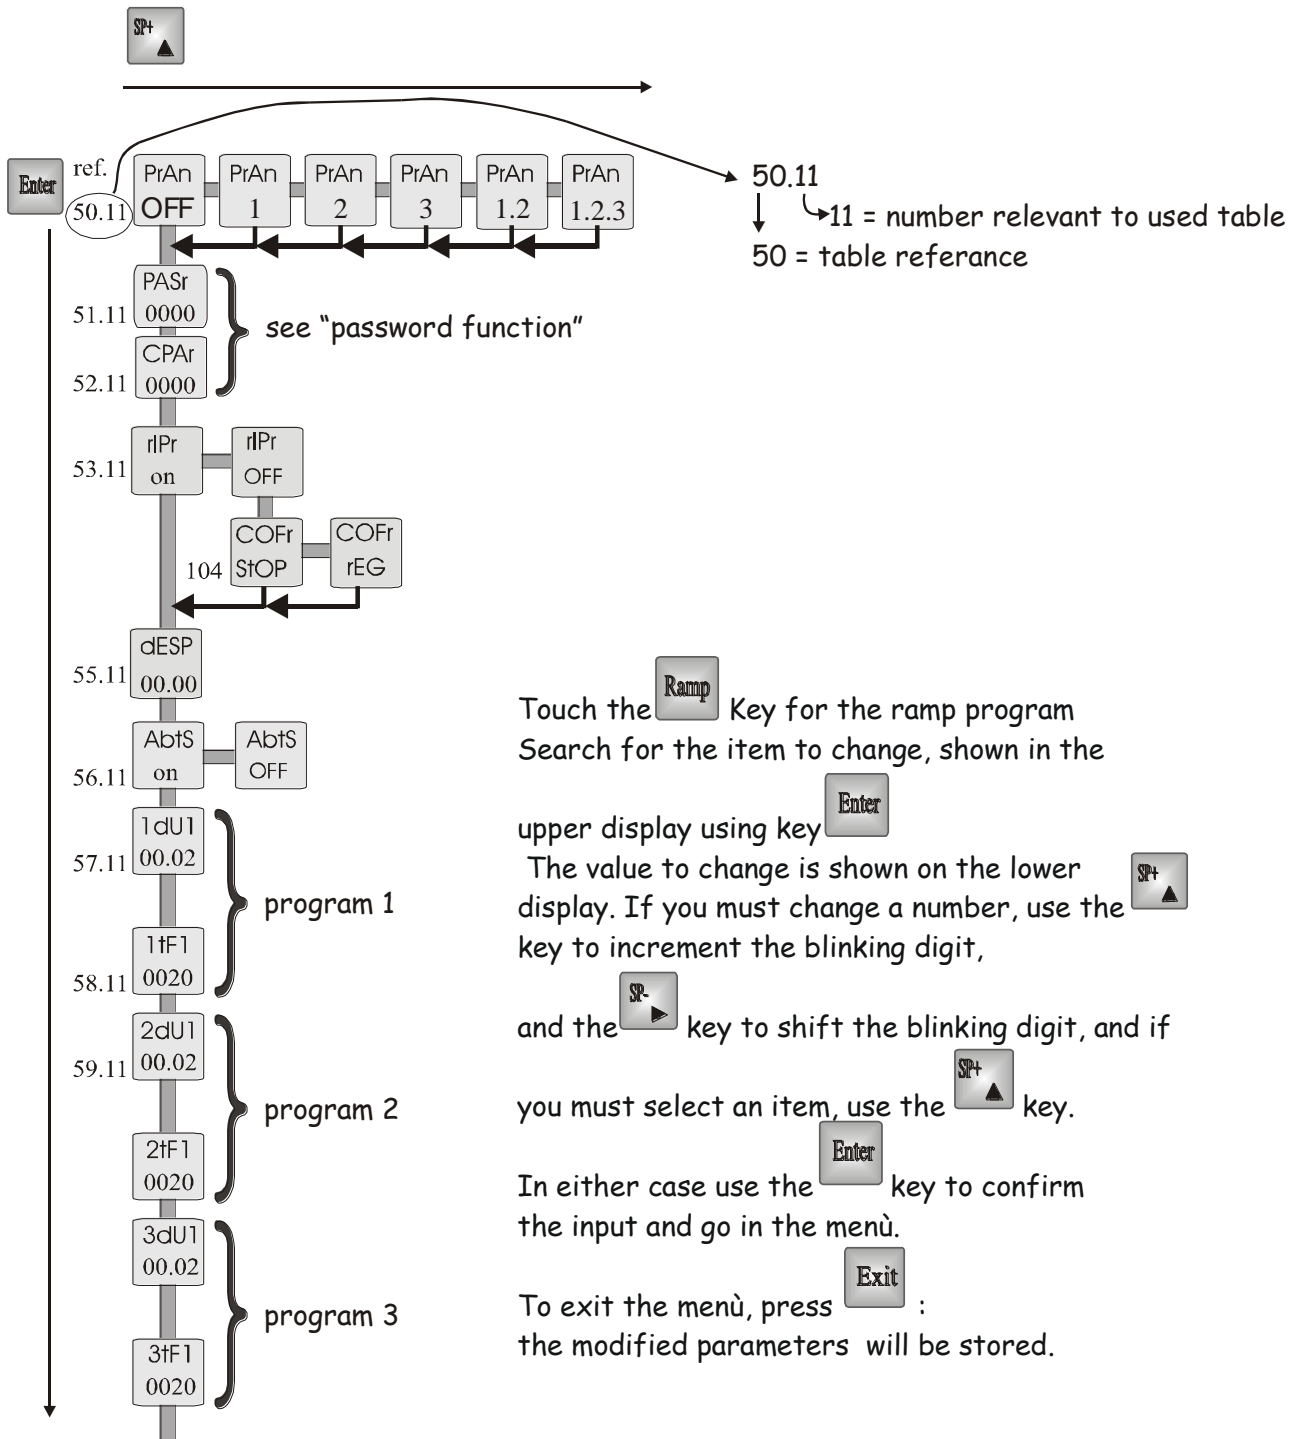 SP+
Enter
ref.
50.11
PrAn OFF
PrAn 1
PrAn 2
PrAn 3
PrAn 1.2
PrAn 1.2.3
50.11
11 = number relevant to used table
50 = table referance
51.11
PASr
0000
see “password function”
52.11
CPAr
0000
53.11
rIPr
on
rIPr
OFF
104
COFr
StOP
COFr
rEG
55.11
dESP
00.00
56.11
AbtS
on
AbtS
OFF
57.11
1dU1
00.02
program 1
58.11
1tF1
0020
59.11
2dU1
00.02
program 2
2tF1
0020
3dU1
00.02
program 3
3tF1
0020
Touch the Ramp Key for the ramp program
Search for the item to change, shown in the
upper display using key Enter
The value to change is shown on the lower
display. If you must change a number, use the SP+
key to increment the blinking digit,
and the SP- key to shift the blinking digit, and if
you must select an item, use the SP+ key.
In either case use the Enter key to confirm
the input and go in the menù.
To exit the menù, press Exit :
the modified parameters will be stored.